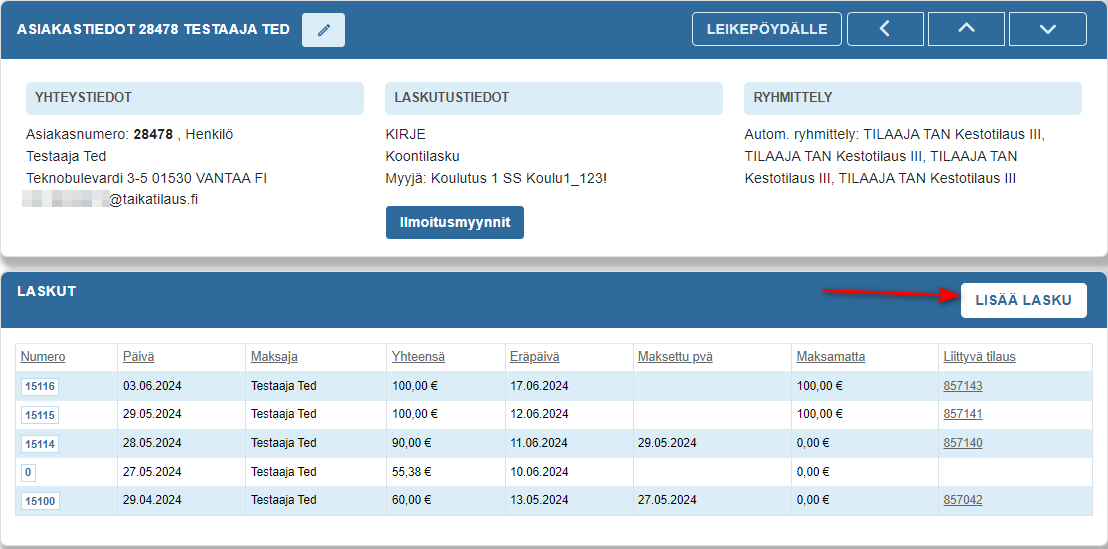 ASIAKASTIEDOT 28478 TESTAAJA TED
LEIKEPÖYDÄLLE
YHTEYSTIEDOT
Asiakasnumero: 28478 , Henkilö
Testaaja Ted
Teknobulevardi 3-5 01530 VANTAA FI
@taikatilaus.fi
LASKUTUSTIEDOT
KIRJE
Koontilasku
Myyjä: Koulutus 1 SS Koulu1_123!
Ilmoitusmyynnit
RYHMITTELY
Autom. ryhmittely: TILAAJA TAN Kestotilaus III,
TILAAJA TAN Kestotilaus III, TILAAJA TAN
Kestotilaus III, TILAAJA TAN Kestotilaus III
LASKUT
LISÄÄ LASKU
Numero Päivä Maksaja Yhteensä Eräpäivä Maksettu pvä Maksamatta Liittyvä tilaus
15116 03.06.2024 Testaaja Ted 100,00 € 17.06.2024 100,00 € 857143
15115 29.05.2024 Testaaja Ted 100,00 € 12.06.2024 100,00 € 857141
15114 28.05.2024 Testaaja Ted 90,00 € 11.06.2024 29.05.2024 0,00 € 857140
0 27.05.2024 Testaaja Ted 55,38 € 10.06.2024 0,00 €
15100 29.04.2024 Testaaja Ted 60,00 € 13.05.2024 27.05.2024 0,00 € 857042